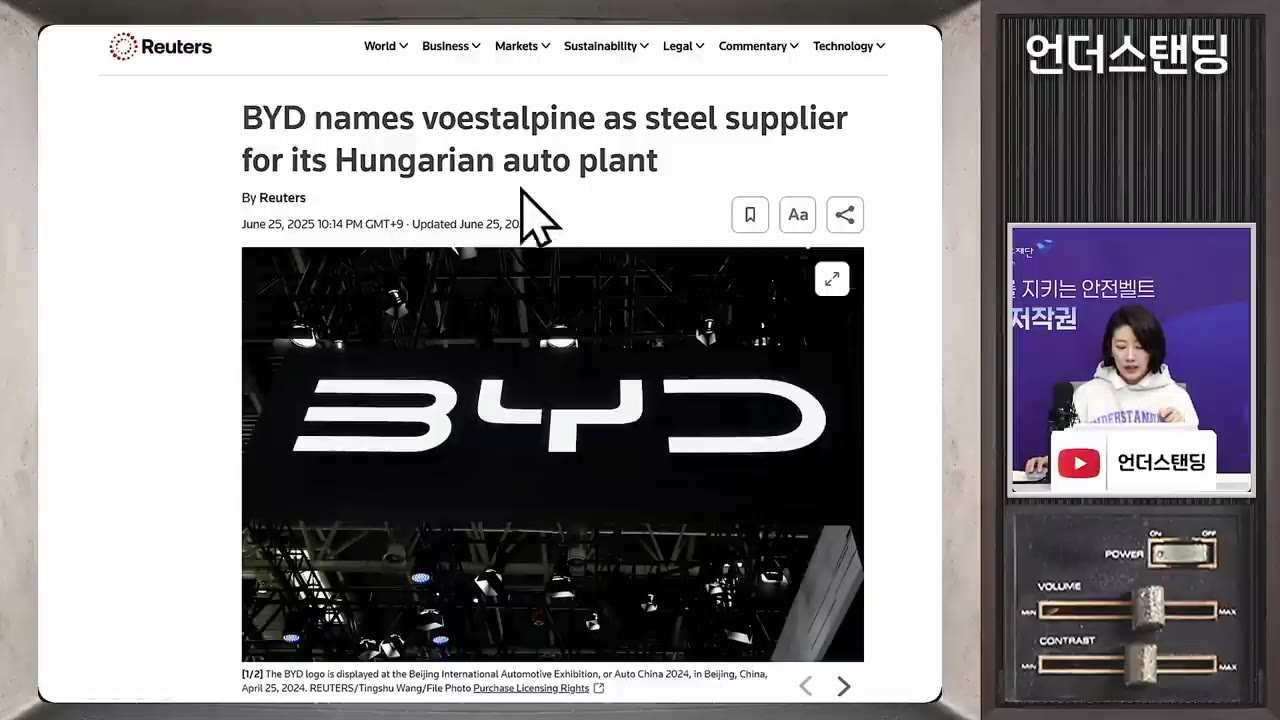 Reuters
World Business Markets Sustainability Legal Commentary Technology
BYD names voestalpine as steel supplier
for its Hungarian auto plant
By Reuters
June 25, 2025 10:14 PM GMT+9 · Updated June 25, 20
Aa
BYD
[1/2] The BYD logo is displayed at the Beijing International Automotive Exhibition, or Auto China 2024, in Beijing, China,
April 25, 2024. REUTERS/Tingshu Wang/File Photo Purchase Licensing Rights
언더스탠딩
지키는 안전벨트
저작권
UNDERSTAND
언더스탠딩
ON OFF
POWER
VOLUME
MIN MAX
CONTRAST
MIN MAX